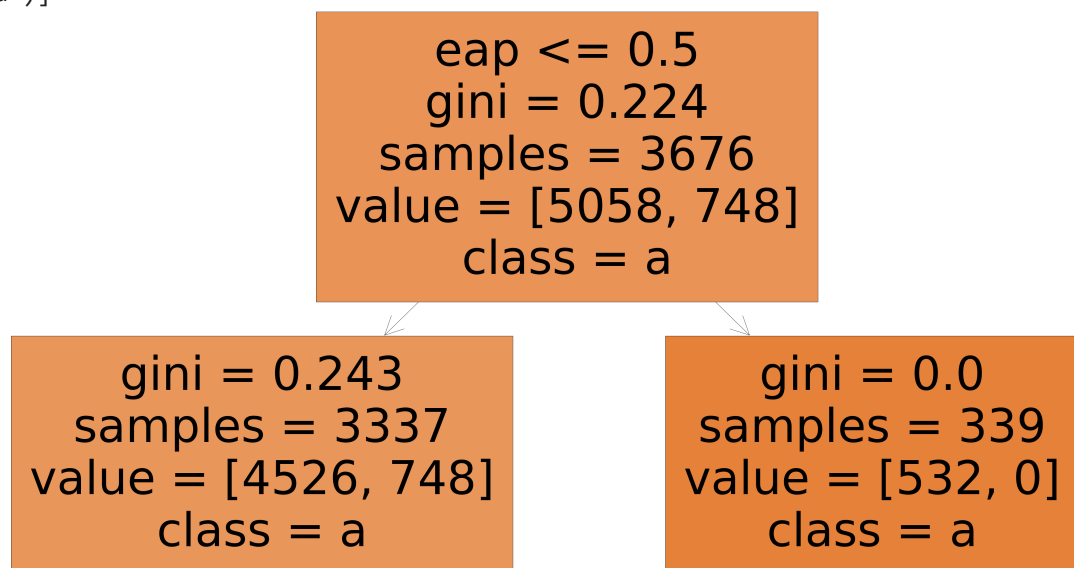 eap <= 0.5
gini = 0.224
samples = 3676
value = [5058, 748]
class = a
gini = 0.243
samples = 3337
value = [4526, 748]
class = a
gini = 0.0
samples = 339
value = [532, 0]
class = a